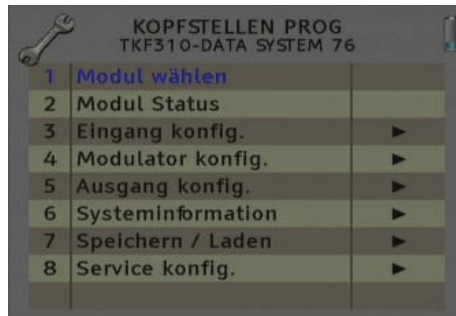 KOPFSTELLEN PROG
TKF310-DATA SYSTEM 76
1 Modul wählen
2 Modul Status
3 Eingang konfig. ►
4 Modulator konfig. ►
5 Ausgang konfig. ►
6 Systeminformation ►
7 Speichern / Laden ►
8 Service konfig. ►